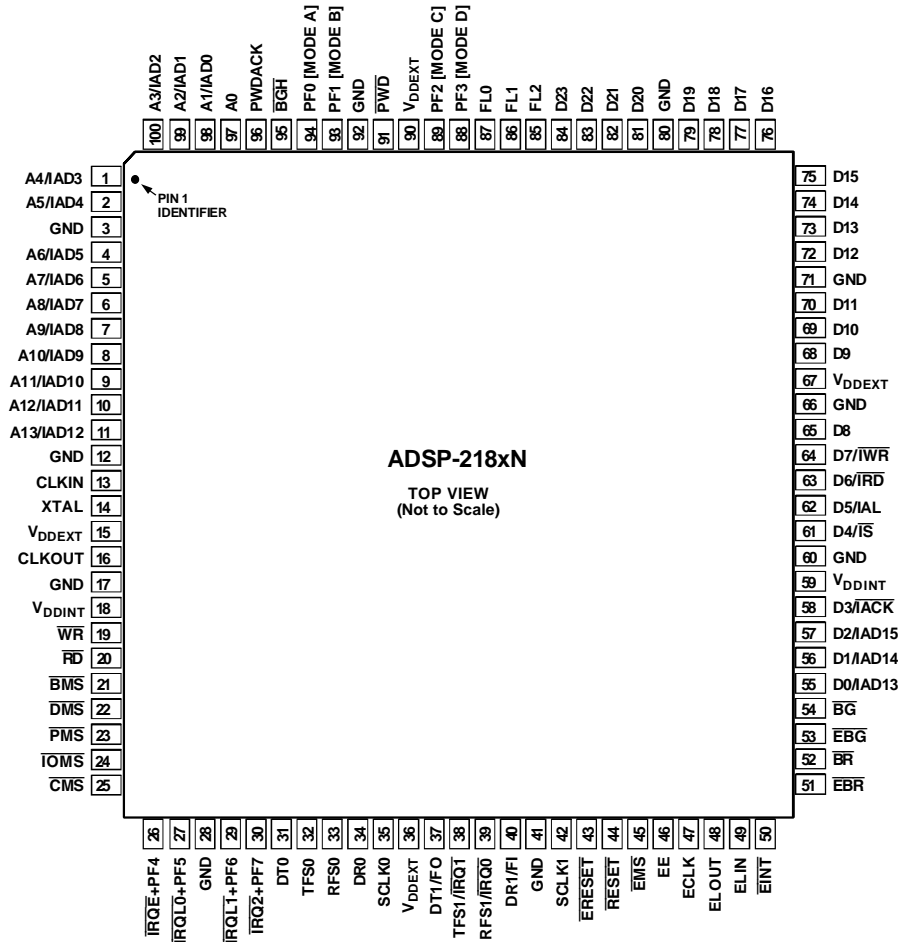 A3/IAD2
A2/IAD1
A1/IAD0
A0
PWDACK
BGH
PF0 [MODE A]
PF1 [MODE B]
GND
PWD
VDDEXT
PF2 [MODE C]
PF3 [MODE D]
FL0
FL1
FL2
D23
D22
D21
D20
GND
D19
D18
D17
D16
100
99
98
97
96
95
94
93
92
91
90
89
88
87
86
85
84
83
82
81
80
79
78
77
76
A4/IAD3 1
A5/IAD4 2
GND 3
A6/IAD5 4
A7/IAD6 5
A8/IAD7 6
A9/IAD8 7
A10/IAD9 8
A11/IAD10 9
A12/IAD11 10
A13/IAD12 11
GND 12
CLKIN 13
XTAL 14
VDDEXT 15
CLKOUT 16
GND 17
VDDINT 18
WR 19
RD 20
BMS 21
DMS 22
PMS 23
IOMS 24
CMS 25
PIN 1
IDENTIFIER
ADSP-218xN
TOP VIEW
(Not to Scale)
75 D15
74 D14
73 D13
72 D12
71 GND
70 D11
69 D10
68 D9
67 VDDEXT
66 GND
65 D8
64 D7/IWR
63 D6/IRD
62 D5/IAL
61 D4/IS
60 GND
59 VDDINT
58 D3/IACK
57 D2/IAD15
56 D1/IAD14
55 D0/IAD13
54 BG
53 EBG
52 BR
51 EBR
26
27
28
29
30
31
32
33
34
35
36
37
38
39
40
41
42
43
44
45
46
47
48
49
50
IRQE+PF4
IRQL0+PF5
GND
IRQL1+PF6
IRQ2+PF7
DT0
TFS0
RFS0
DR0
SCLK0
VDDEXT
DT1/FO
TFS1/IRQ1
RFS1/IRQ0
DR1/FI
GND
SCLK1
ERESET
RESET
EMS
EE
ECLK
ELOUT
ELIN
EINT